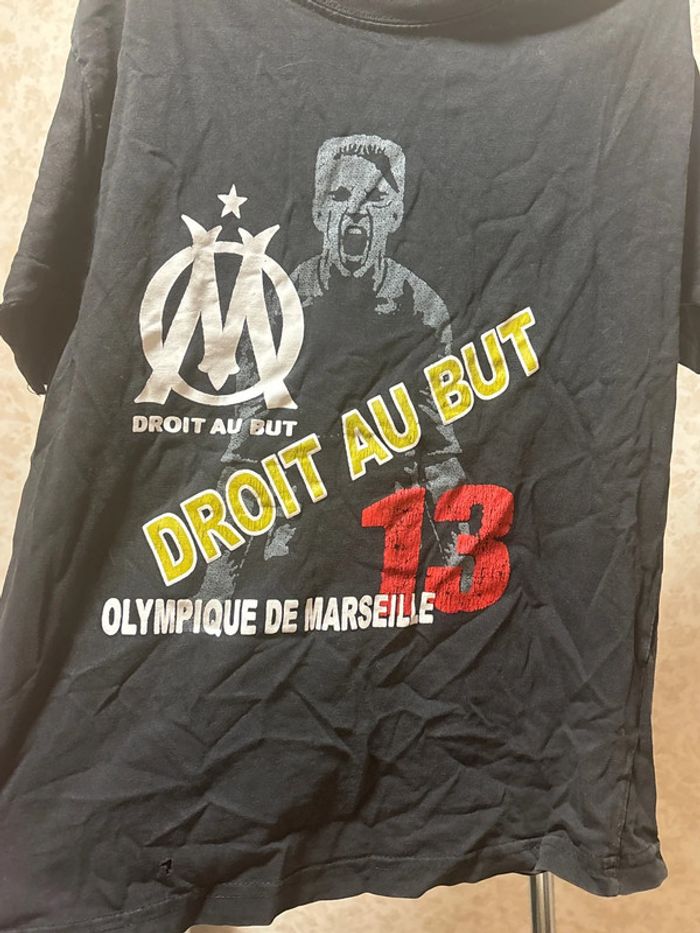 M
DROIT AU BUT
DROIT AU BUT
13
OLYMPIQUE DE MARSEILLE